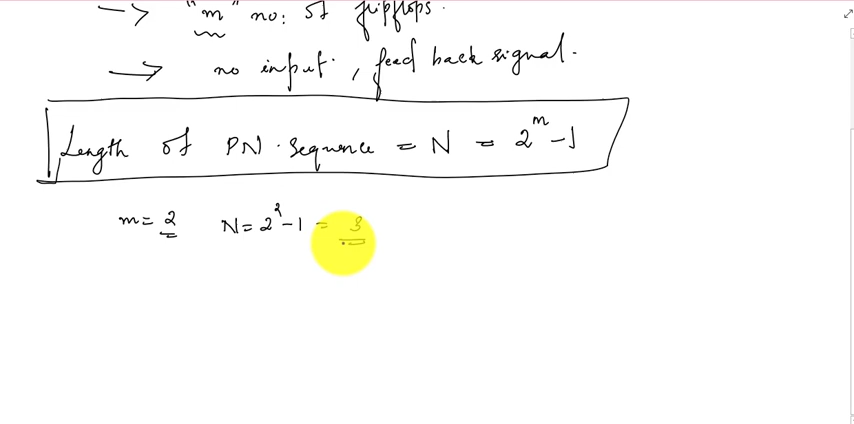 → "m" no: of flipflops.
→ no input, feed back signal.
Length of PN. Sequence = N = 2^m - 1
m = 2 N = 2^2 - 1 = 3